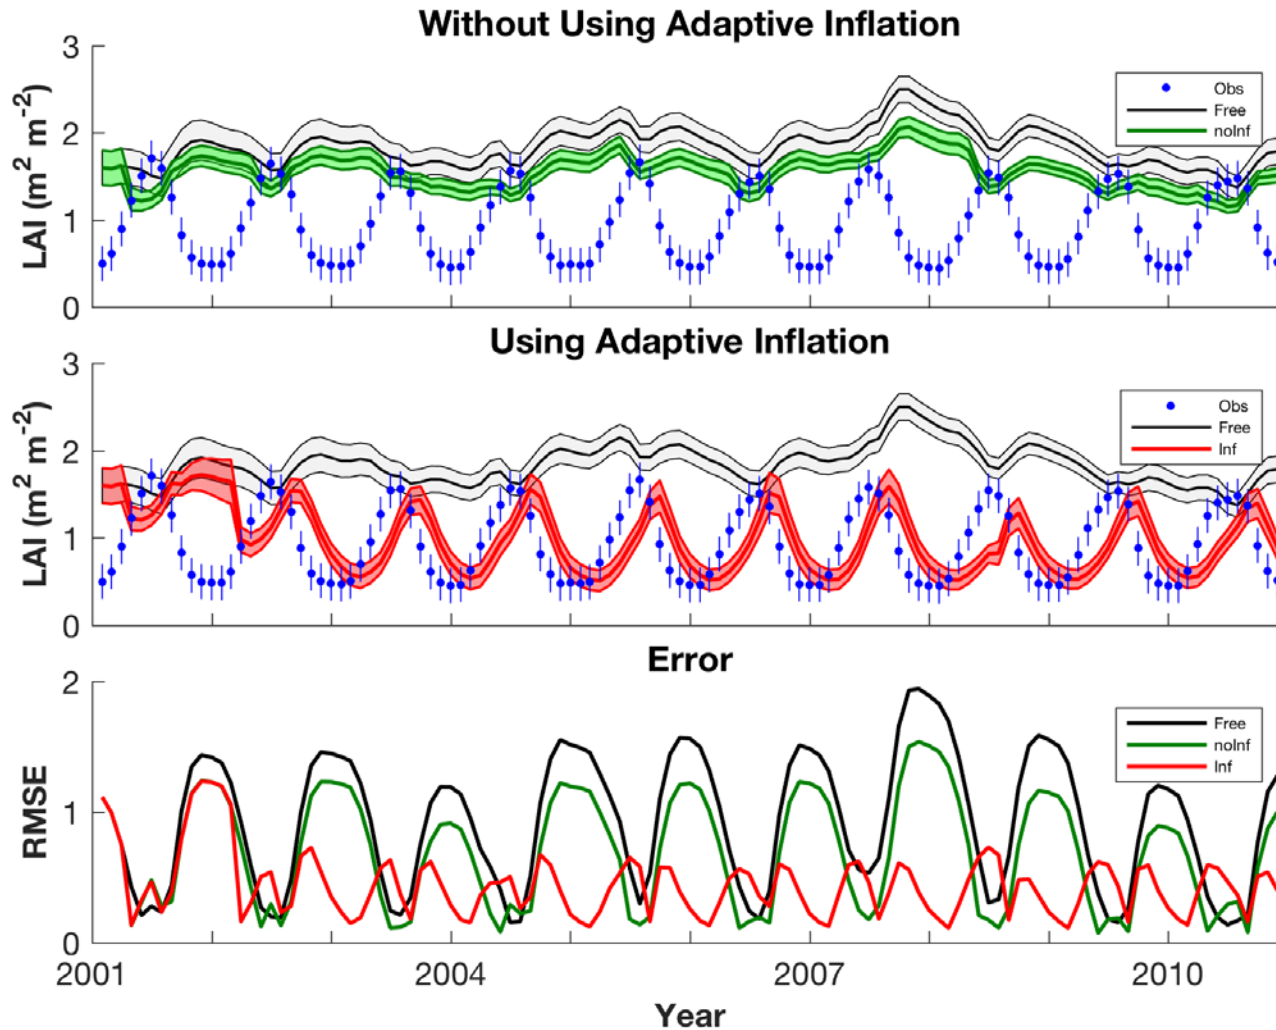 Without Using Adaptive Inflation
3
2
1
0
LAI (m² m⁻²)
Obs
Free
noInf
Using Adaptive Inflation
3
2
1
0
LAI (m² m⁻²)
Obs
Free
Inf
Error
2
1
0
RMSE
Free
noInf
Inf
2001 2004 2007 2010
Year